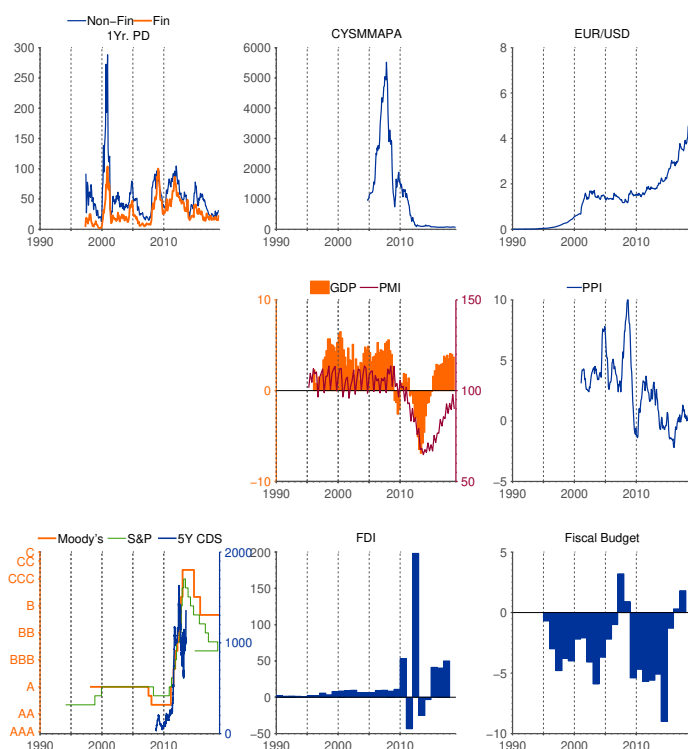 Non−Fin Fin
1Yr. PD
300
250
200
150
100
50
0
1990 2000 2010
CYSMMAPA
6000
5000
4000
3000
2000
1000
0
1990 2000 2010
EUR/USD
8
6
4
2
0
1990 2000 2010
GDP PMI
10
0
−10
150
100
50
1990 2000 2010
PPI
10
5
0
−5
1990 2000 2010
Moody's S&P 5Y CDS
C
CC
CCC
B
BB
BBB
A
AA
AAA
2000
1000
0
1990 2000 2010
FDI
200
150
100
50
0
−50
1990 2000 2010
Fiscal Budget
5
0
−5
−10
1990 2000 2010